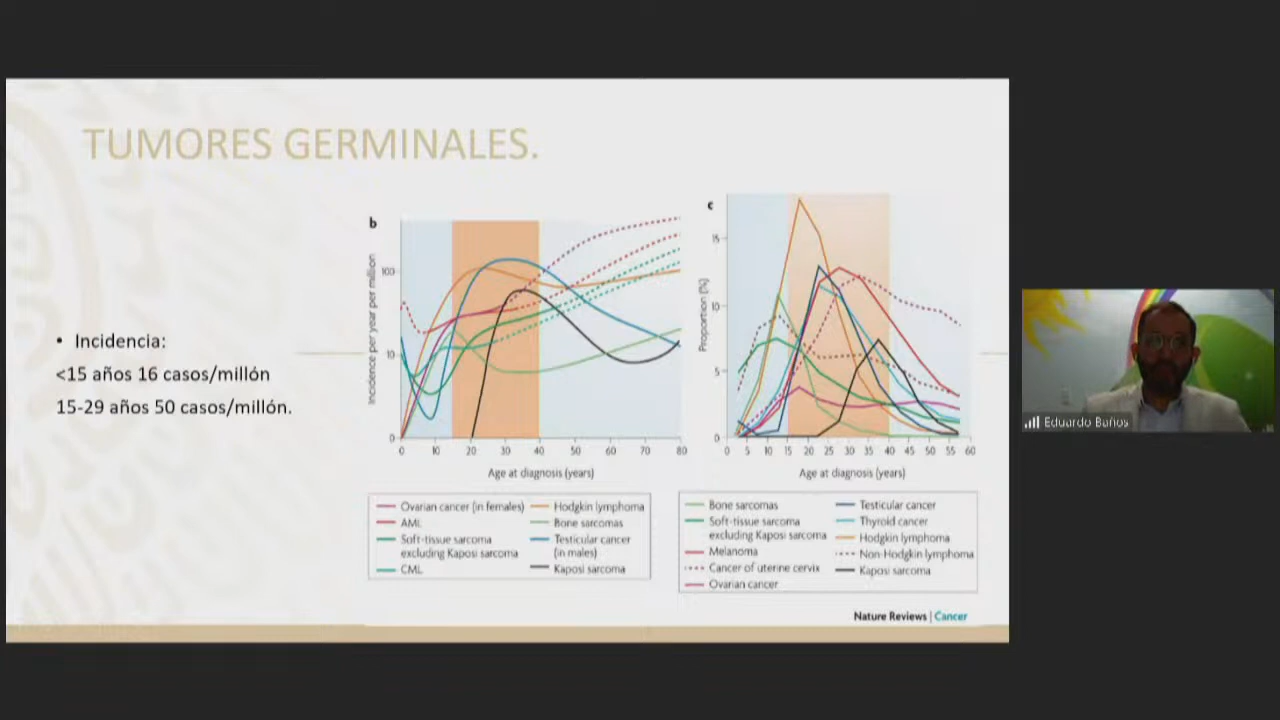 TUMORES GERMINALES.
• Incidencia:
<15 años 16 casos/millón
15-29 años 50 casos/millón.
b
Incidence per year per million
100
10
0
0 10 20 30 40 50 60 70 80
Age at diagnosis (years)
Ovarian cancer (in females)
AML
Soft-tissue sarcoma
excluding Kaposi sarcoma
CML
Hodgkin lymphoma
Bone sarcomas
Testicular cancer
(in males)
Kaposi sarcoma
c
Proportion (%)
15
10
5
0
0 5 10 15 20 25 30 35 40 45 50 55 60
Age at diagnosis (years)
Bone sarcomas
Soft-tissue sarcoma
excluding Kaposi sarcoma
Melanoma
Cancer of uterine cervix
Ovarian cancer
Testicular cancer
Thyroid cancer
Hodgkin lymphoma
Non-Hodgkin lymphoma
Kaposi sarcoma
Nature Reviews | Cancer
Eduardo Baños